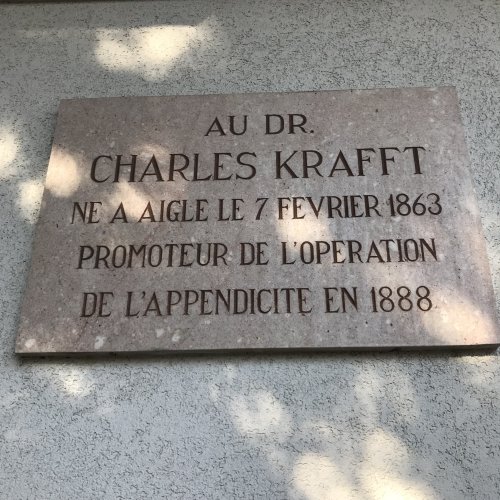 AU DR.
CHARLES KRAFFT
NE A AIGLE LE 7 FEVRIER 1863
PROMOTEUR DE L'OPERATION
DE L'APPENDICITE EN 1888